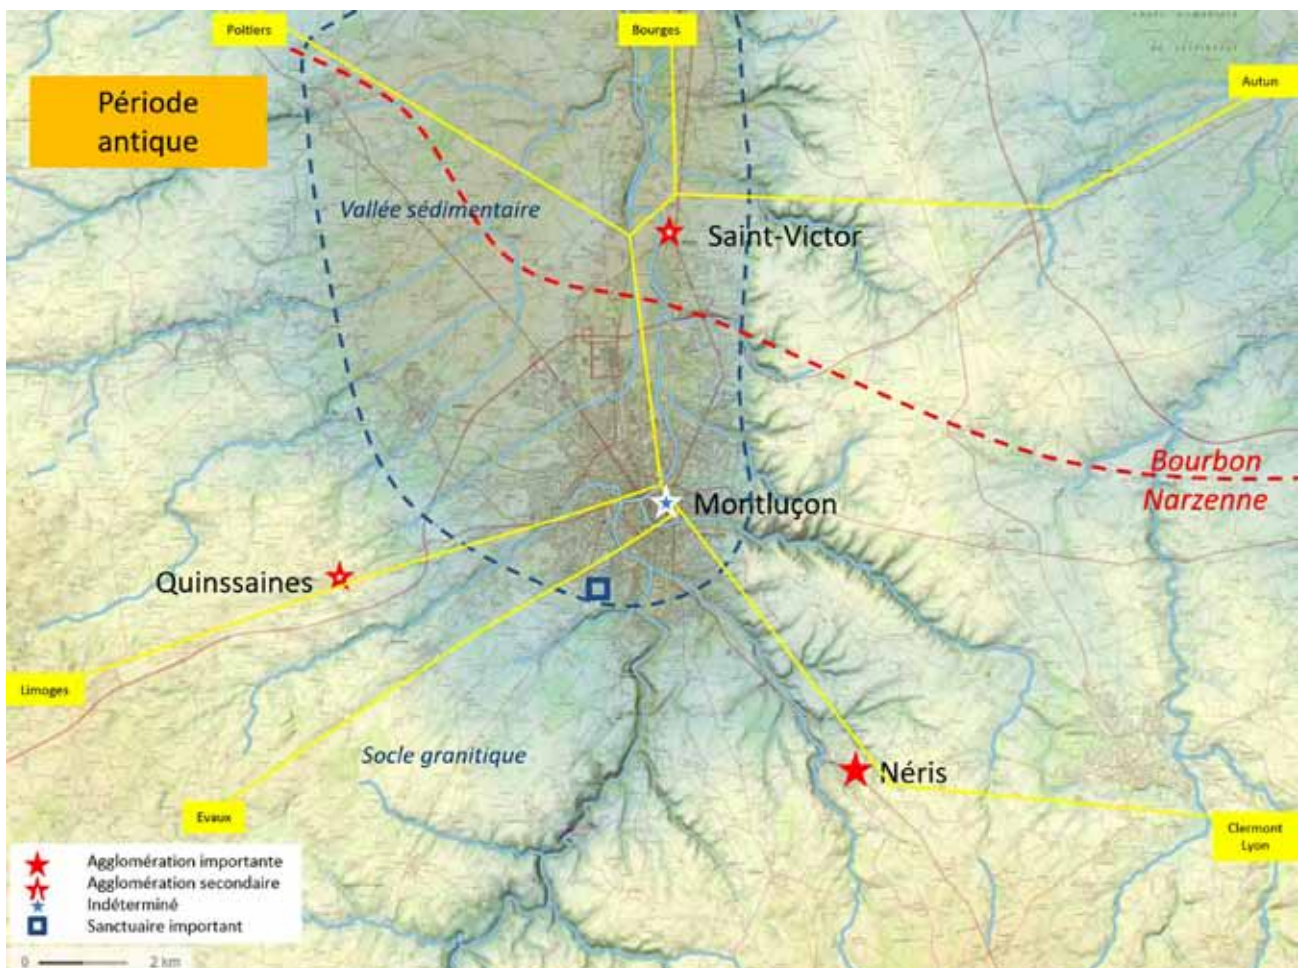 Poitiers
Bourges
Autun
Période
antique
Vallée sédimentaire
Saint-Victor
Bourbon
Narzenne
Montluçon
Quinssaines
Limoges
Socle granitique
Néris
Evaux
Clermont
Lyon
Agglomération importante
Agglomération secondaire
Indéterminé
Sanctuaire important
0 2 km